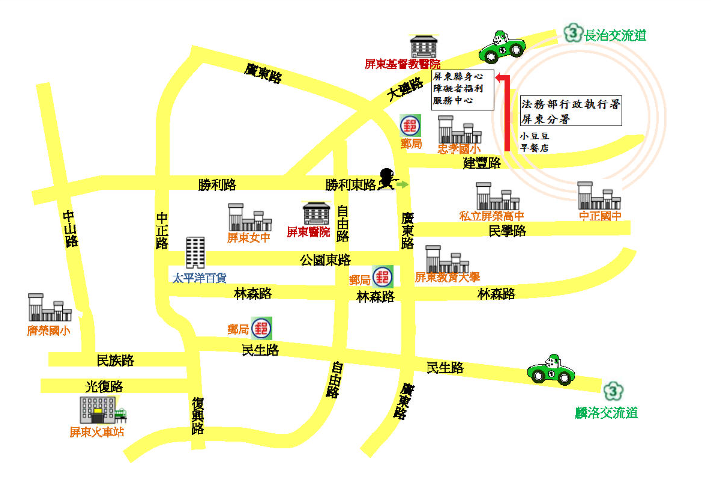 3 長治交流道
屏東基督教醫院
廣東路
大連路
屏東縣身心
障礙者福利
服務中心
法務部行政執行署
屏東分署
小豆豆
早餐店
郵局
忠孝國小
建豐路
勝利路
勝利東路
中山路
中正路
屏東女中
屏東醫院
自由路
廣東路
私立屏榮高中
中正國中
民學路
太平洋百貨
公園東路
郵局
屏東教育大學
林森路
林森路
林森路
唐榮國小
郵局
民生路
民族路
自由路
民生路
光復路
復興路
廣東路
3
麟洛交流道
屏東火車站